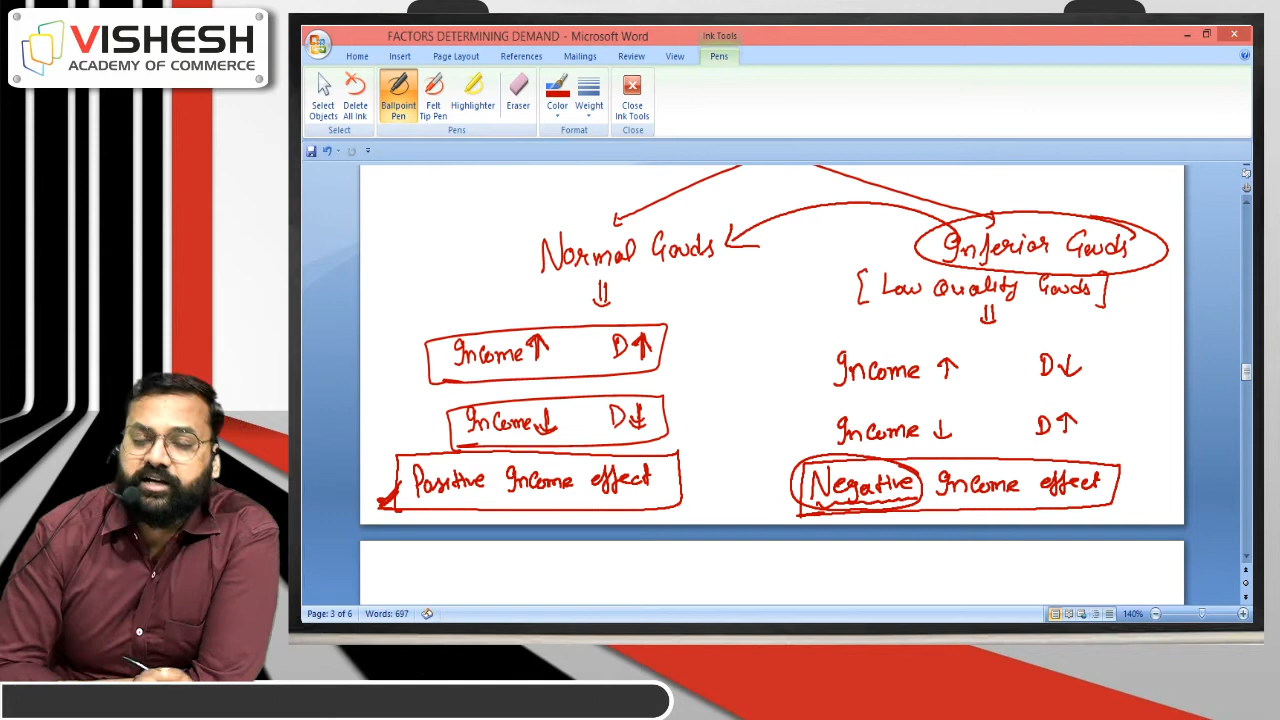 VISHESH
ACADEMY OF COMMERCE
FACTORS DETERMINING DEMAND - Microsoft Word
Ink Tools
Home Insert Page Layout References Mailings Review View Pens
Select Objects
Delete All Ink
Ballpoint Pen
Felt Tip Pen
Highlighter
Eraser
Color
Weight
Close Ink Tools
Select Pens Format Close
Normal Goods
Inferior Goods
[Low Quality Goods]
Income ↑ D ↑
Income ↑ D ↓
Income ↓ D ↓
Income ↓ D ↑
Positive Income effect
Negative Income effect
Page: 3 of 6 Words: 697
140%